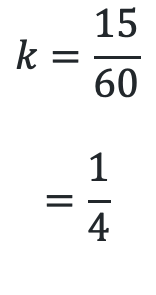 k = 15/60
= 1/4